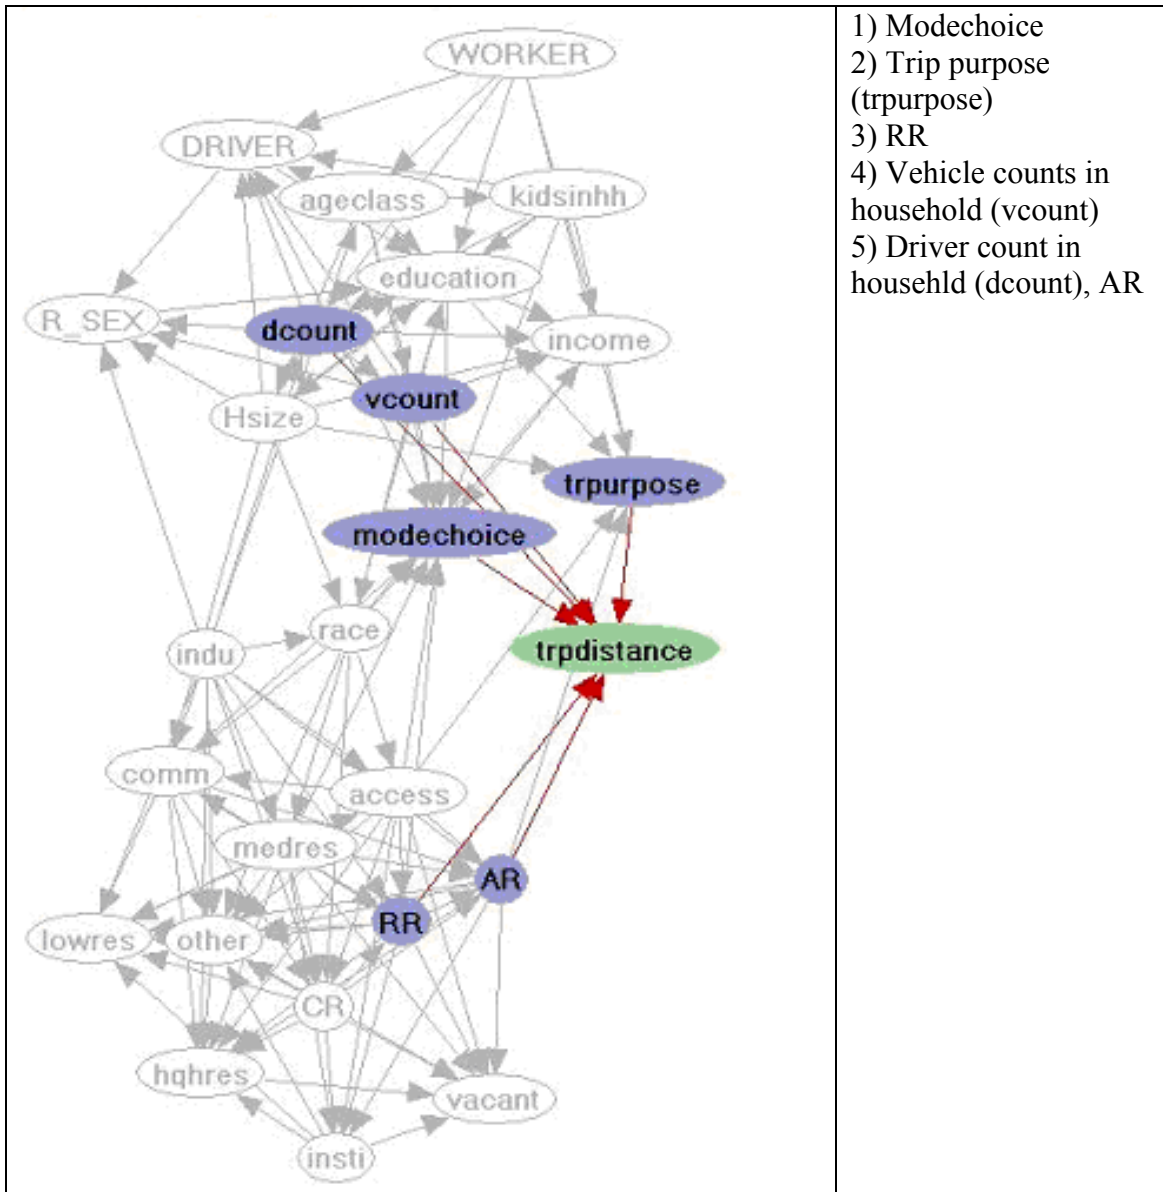 WORKER
DRIVER
ageclass
kidsinhh
education
R_SEX
dcount
income
vcount
Hsize
trpurpose
modechoice
race
indu
trpdistance
comm
access
medres
AR
RR
lowres
other
CR
hqhres
vacant
insti
1) Modechoice
2) Trip purpose
(trpurpose)
3) RR
4) Vehicle counts in
household (vcount)
5) Driver count in
househld (dcount), AR